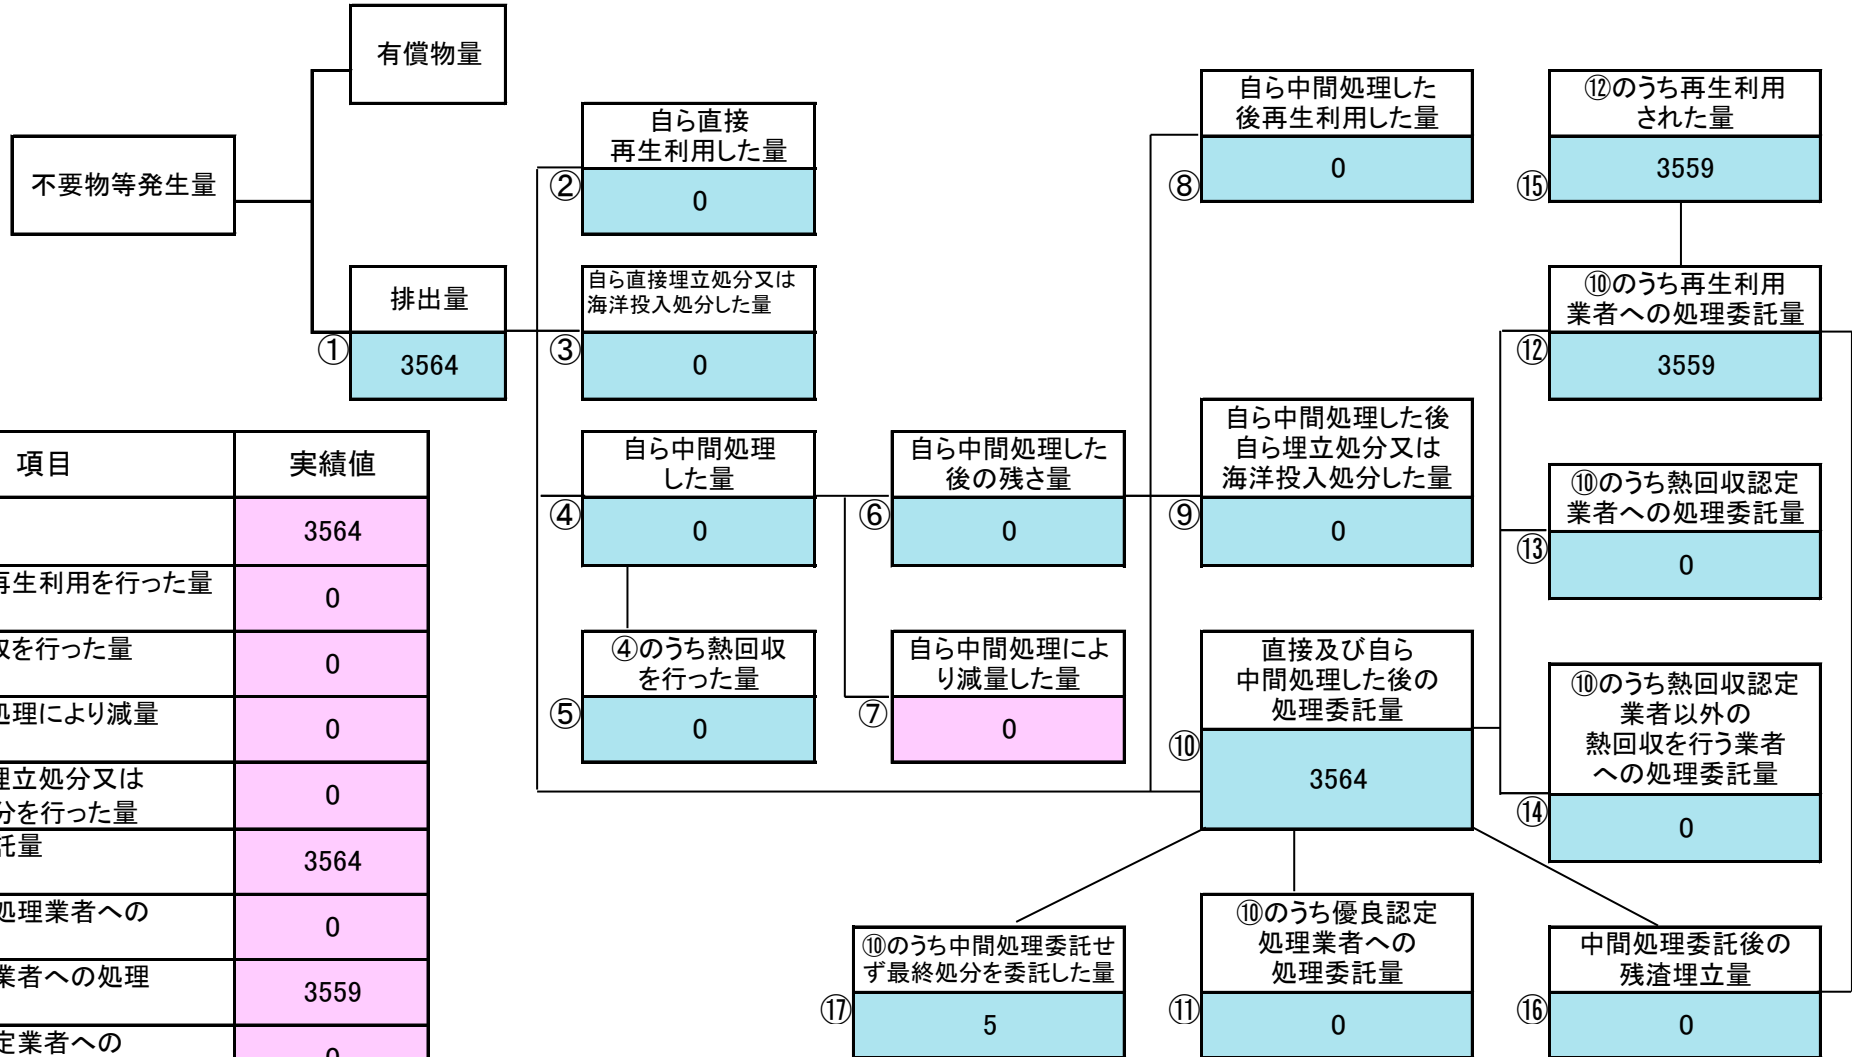 有償物量
不要物等発生量
排出量
①
3564
自ら直接
再生利用した量
②
0
自ら直接埋立処分又は
海洋投入処分した量
③
0
自ら中間処理
した量
④
0
④のうち熱回収
を行った量
⑤
0
自ら中間処理した
後の残さ量
⑥
0
自ら中間処理によ
り減量した量
⑦
0
自ら中間処理した
後再生利用した量
⑧
0
自ら中間処理した後
自ら埋立処分又は
海洋投入処分した量
⑨
0
直接及び自ら
中間処理した後の
処理委託量
⑩
3564
⑫のうち再生利用
された量
⑮
3559
⑩のうち再生利用
業者への処理委託量
⑫
3559
⑩のうち熱回収認定
業者への処理委託量
⑬
0
⑩のうち熱回収認定
業者以外の
熱回収を行う業者
への処理委託量
⑭
0
⑩のうち中間処理委託せ
ず最終処分を委託した量
⑰
5
⑩のうち優良認定
処理業者への
処理委託量
⑪
0
中間処理委託後の
残渣埋立量
⑯
0
項目 実績値
3564
再生利用を行った量 0
を行った量 0
処理により減量 0
埋立処分又は
分を行った量 0
託量 3564
処理業者への 0
業者への処理 3559
定業者への 0